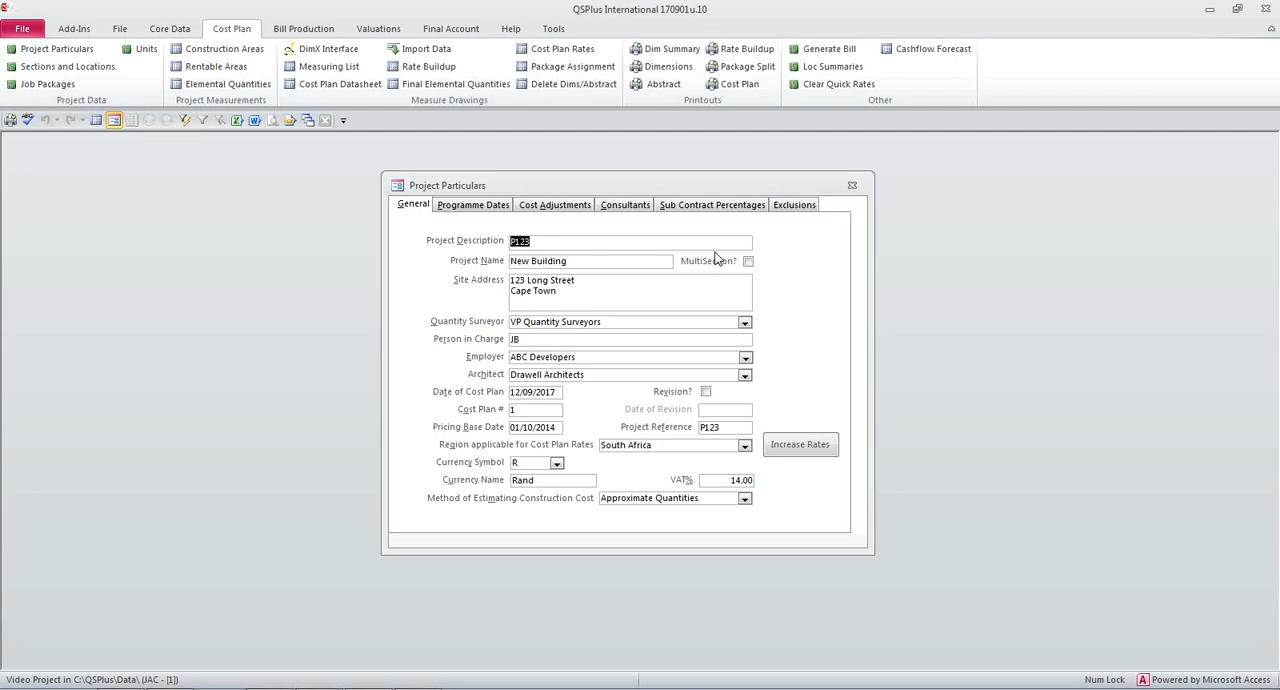 QSPlus International 170901u.10
File Add-Ins File Core Data Cost Plan Bill Production Valuations Final Account Help Tools
Project Particulars Units Construction Areas DimX Interface Import Data Cost Plan Rates Dim Summary Rate Buildup Generate Bill Cashflow Forecast
Sections and Locations Rentable Areas Measuring List Rate Buildup Package Assignment Dimensions Package Split Loc Summaries
Job Packages Elemental Quantities Cost Plan Datasheet Final Elemental Quantities Delete Dims/Abstract Abstract Cost Plan Clear Quick Rates
Project Data Project Measurements Measure Drawings Printouts Other
Project Particulars
General Programme Dates Cost Adjustments Consultants Sub Contract Percentages Exclusions
Project Description P123
Project Name New Building MultiSection?
Site Address 123 Long Street
Cape Town
Quantity Surveyor VP Quantity Surveyors
Person in Charge JB
Employer ABC Developers
Architect Drawell Architects
Date of Cost Plan 12/09/2017 Revision?
Cost Plan # 1 Date of Revision
Pricing Base Date 01/10/2014 Project Reference P123
Region applicable for Cost Plan Rates South Africa Increase Rates
Currency Symbol R
Currency Name Rand VAT% 14.00
Method of Estimating Construction Cost Approximate Quantities
Video Project in C:\QSPlus\Data\ (JAC - [1]) Num Lock A Powered by Microsoft Access